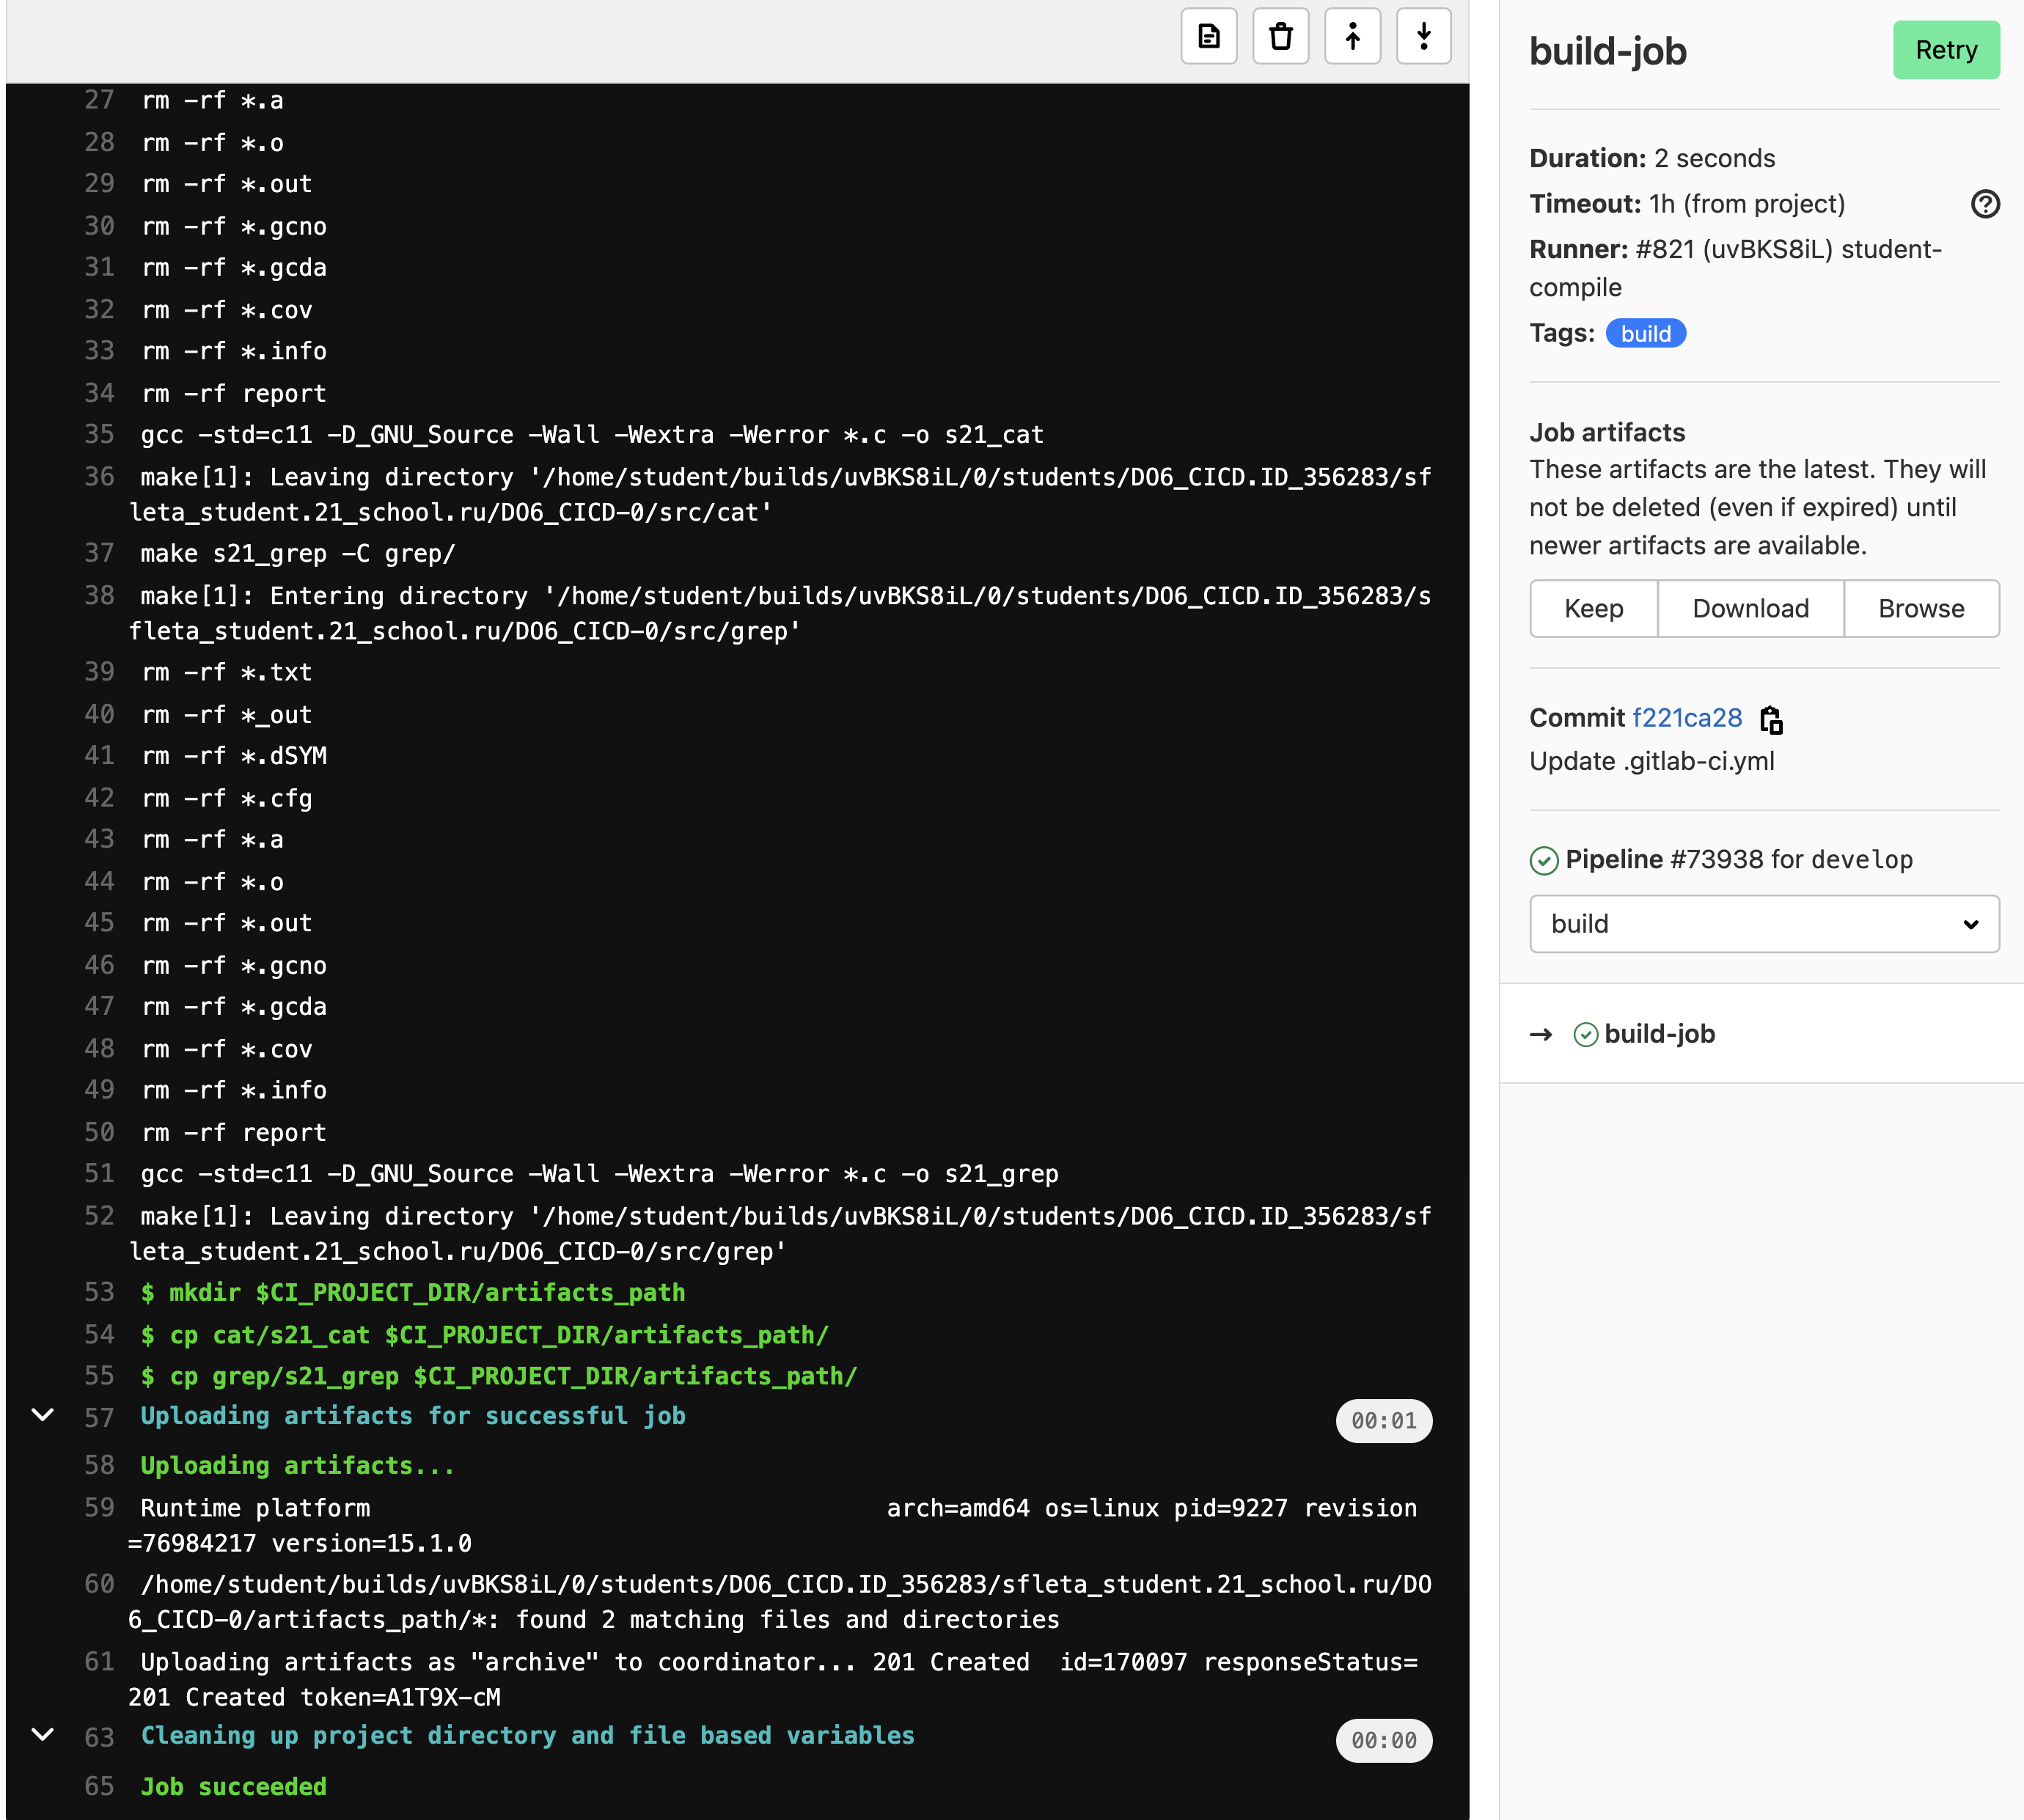 27 rm -rf *.a
28 rm -rf *.o
29 rm -rf *.out
30 rm -rf *.gcno
31 rm -rf *.gcda
32 rm -rf *.cov
33 rm -rf *.info
34 rm -rf report
35 gcc -std=c11 -D_GNU_Source -Wall -Wextra -Werror *.c -o s21_cat
36 make[1]: Leaving directory '/home/student/builds/uvBKS8iL/0/students/DO6_CICD.ID_356283/sf
leta_student.21_school.ru/DO6_CICD-0/src/cat'
37 make s21_grep -C grep/
38 make[1]: Entering directory '/home/student/builds/uvBKS8iL/0/students/DO6_CICD.ID_356283/s
fleta_student.21_school.ru/DO6_CICD-0/src/grep'
39 rm -rf *.txt
40 rm -rf *_out
41 rm -rf *.dSYM
42 rm -rf *.cfg
43 rm -rf *.a
44 rm -rf *.o
45 rm -rf *.out
46 rm -rf *.gcno
47 rm -rf *.gcda
48 rm -rf *.cov
49 rm -rf *.info
50 rm -rf report
51 gcc -std=c11 -D_GNU_Source -Wall -Wextra -Werror *.c -o s21_grep
52 make[1]: Leaving directory '/home/student/builds/uvBKS8iL/0/students/DO6_CICD.ID_356283/sf
leta_student.21_school.ru/DO6_CICD-0/src/grep'
53 $ mkdir $CI_PROJECT_DIR/artifacts_path
54 $ cp cat/s21_cat $CI_PROJECT_DIR/artifacts_path/
55 $ cp grep/s21_grep $CI_PROJECT_DIR/artifacts_path/
57 Uploading artifacts for successful job 00:01
58 Uploading artifacts...
59 Runtime platform arch=amd64 os=linux pid=9227 revision
=76984217 version=15.1.0
60 /home/student/builds/uvBKS8iL/0/students/DO6_CICD.ID_356283/sfleta_student.21_school.ru/DO
6_CICD-0/artifacts_path/*: found 2 matching files and directories
61 Uploading artifacts as "archive" to coordinator... 201 Created id=170097 responseStatus=
201 Created token=A1T9X-cM
63 Cleaning up project directory and file based variables 00:00
65 Job succeeded
build-job
Retry
Duration: 2 seconds
Timeout: 1h (from project)
Runner: #821 (uvBKS8iL) student-
compile
Tags: build
Job artifacts
These artifacts are the latest. They will
not be deleted (even if expired) until
newer artifacts are available.
Keep Download Browse
Commit f221ca28
Update .gitlab-ci.yml
Pipeline #73938 for develop
build
→ build-job